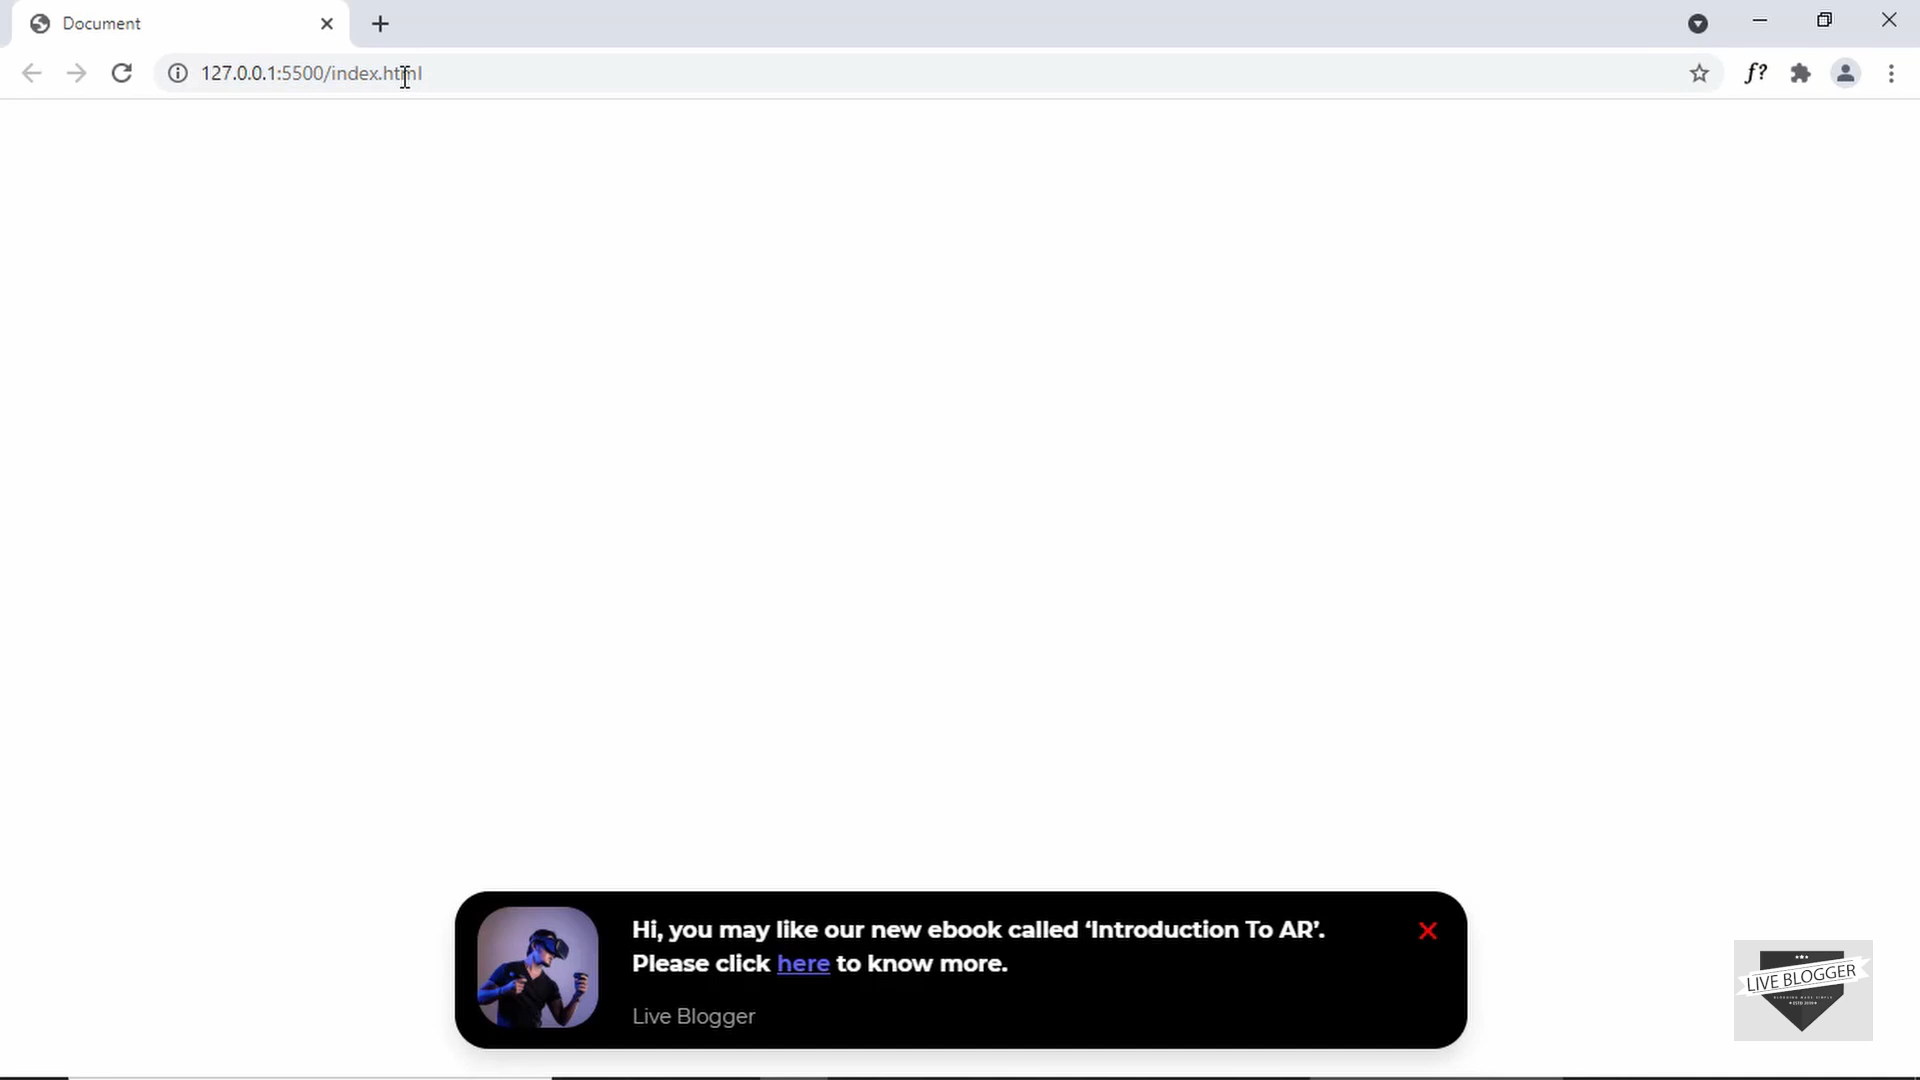 Document
127.0.0.1:5500/index.html
f?
Hi, you may like our new ebook called ‘Introduction To AR’.
Please click here to know more.
Live Blogger
LIVE BLOGGER